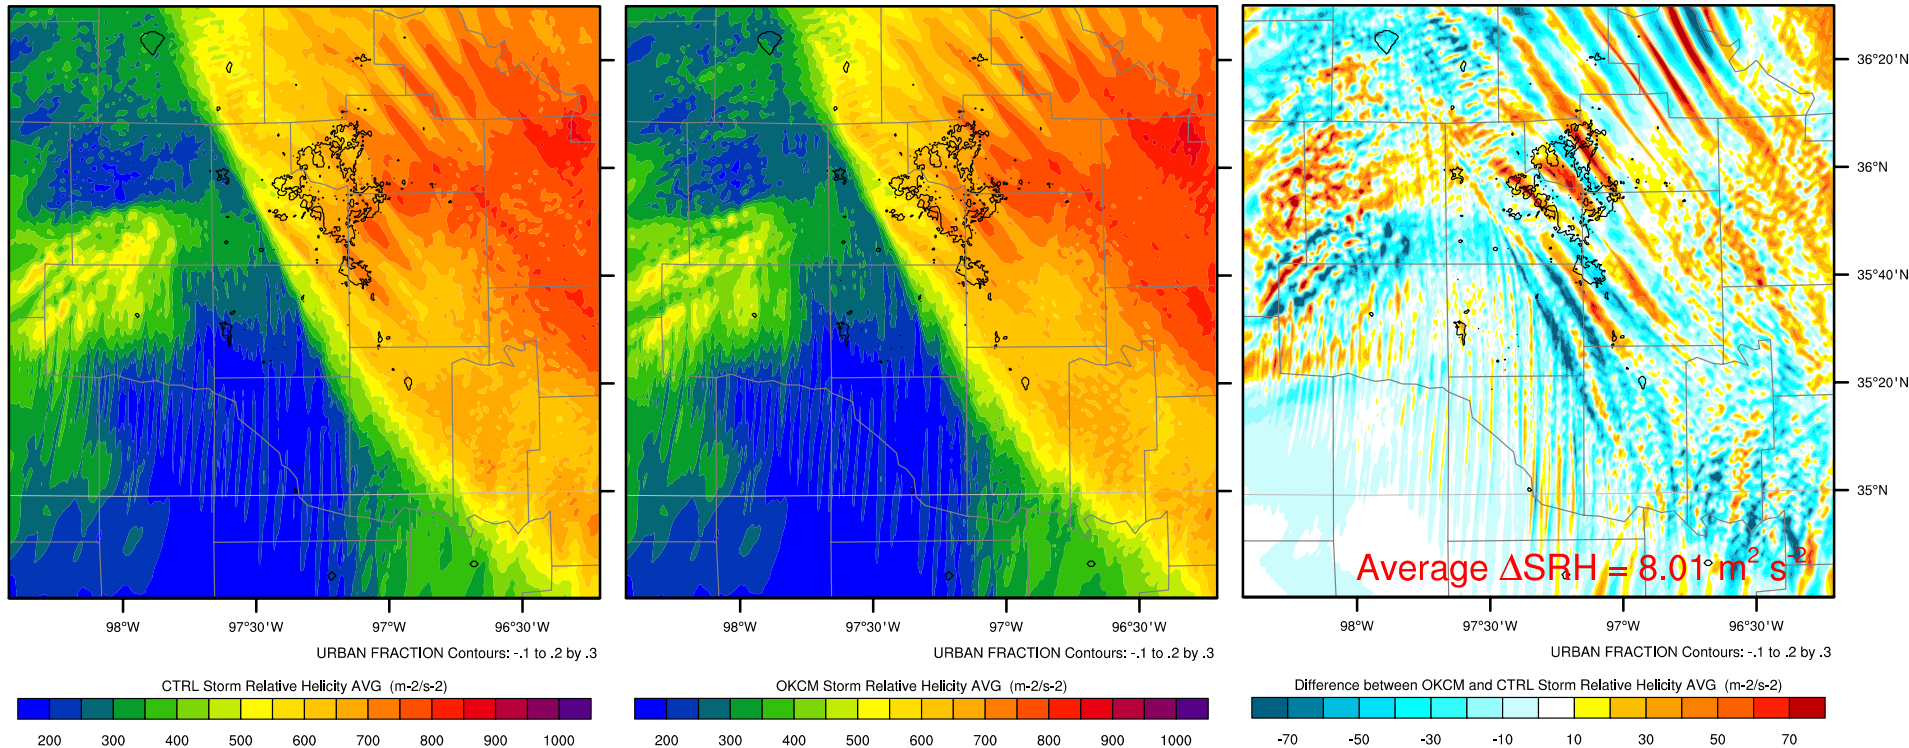 36°20'N
36°N
35°40'N
35°20'N
35°N
Average ΔSRH = 8.01 m² s⁻²
98°W 97°30'W 97°W 96°30'W 98°W 97°30'W 97°W 96°30'W 98°W 97°30'W 97°W 96°30'W
URBAN FRACTION Contours: -.1 to .2 by .3 URBAN FRACTION Contours: -.1 to .2 by .3 URBAN FRACTION Contours: -.1 to .2 by .3
CTRL Storm Relative Helicity AVG (m-2/s-2) OKCM Storm Relative Helicity AVG (m-2/s-2) Difference between OKCM and CTRL Storm Relative Helicity AVG (m-2/s-2)
200 300 400 500 600 700 800 900 1000 200 300 400 500 600 700 800 900 1000 -70 -50 -30 -10 10 30 50 70